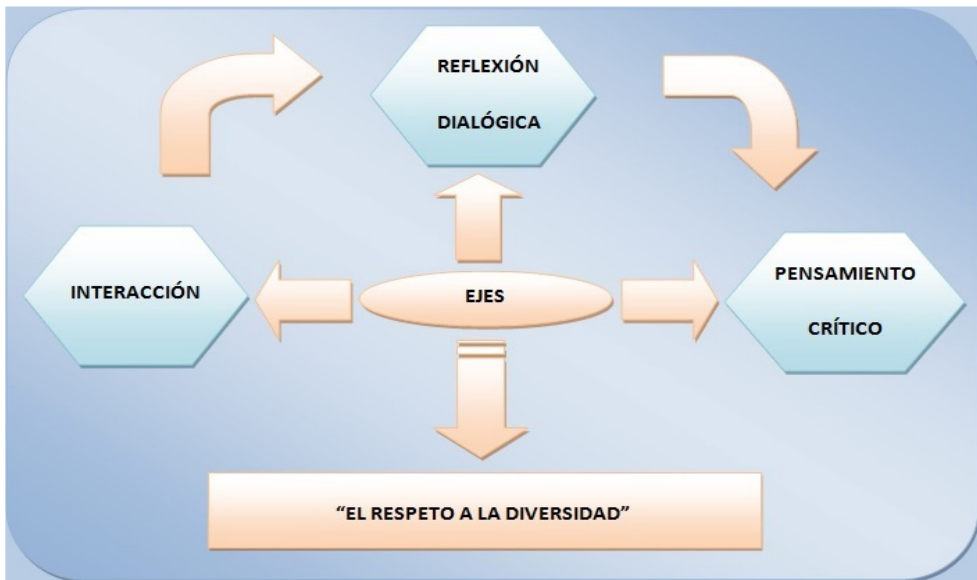 REFLEXIÓN
DIALÓGICA
INTERACCIÓN
EJES
PENSAMIENTO
CRÍTICO
“EL RESPETO A LA DIVERSIDAD”